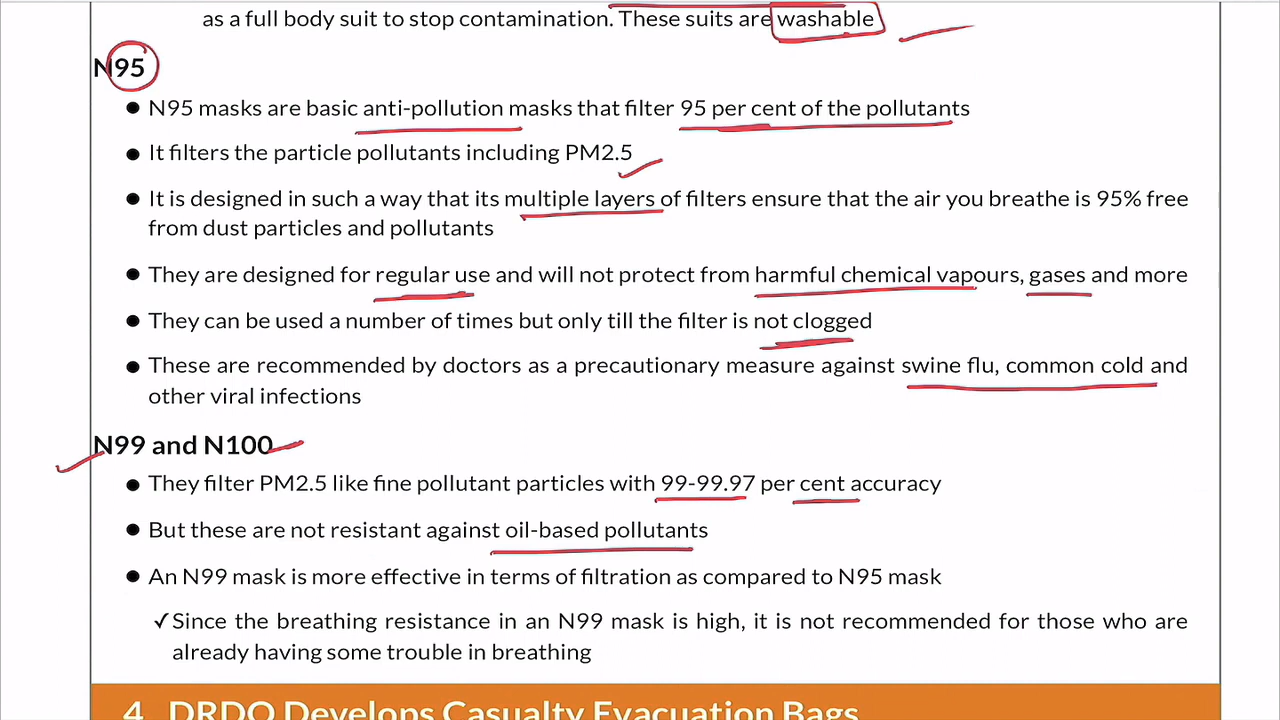 as a full body suit to stop contamination. These suits are washable
N95
● N95 masks are basic anti-pollution masks that filter 95 per cent of the pollutants
● It filters the particle pollutants including PM2.5
● It is designed in such a way that its multiple layers of filters ensure that the air you breathe is 95% free
from dust particles and pollutants
● They are designed for regular use and will not protect from harmful chemical vapours, gases and more
● They can be used a number of times but only till the filter is not clogged
● These are recommended by doctors as a precautionary measure against swine flu, common cold and
other viral infections
N99 and N100
● They filter PM2.5 like fine pollutant particles with 99-99.97 per cent accuracy
● But these are not resistant against oil-based pollutants
● An N99 mask is more effective in terms of filtration as compared to N95 mask
✓Since the breathing resistance in an N99 mask is high, it is not recommended for those who are
already having some trouble in breathing
4 DRDO Develops Casualty Evacuation Bags